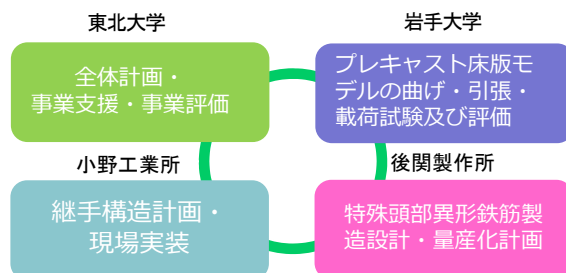 東北大学
岩手大学
全体計画・
事業支援・事業評価
プレキャスト床版モ
デルの曲げ・引張・
載荷試験及び評価
小野工業所
後関製作所
継手構造計画・
現場実装
特殊頭部異形鉄筋製
造設計・量産化計画